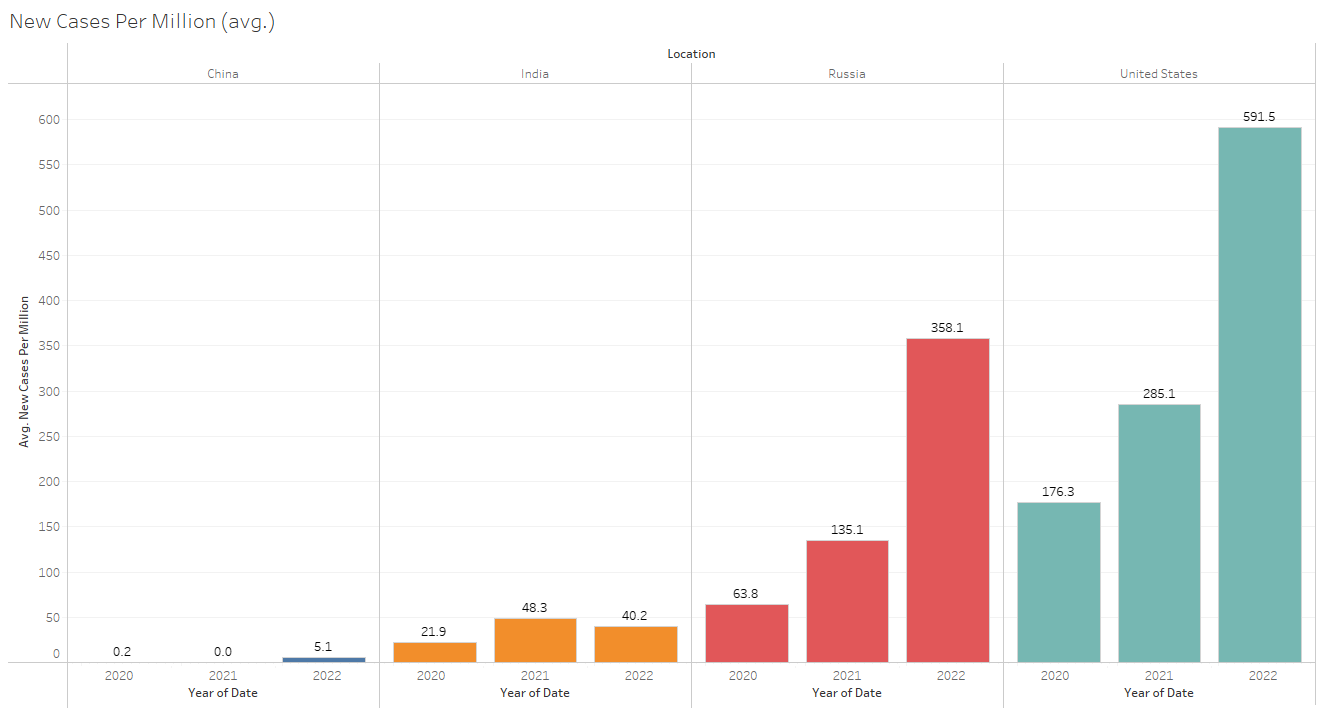 New Cases Per Million (avg.)
Location
China India Russia United States
Avg. New Cases Per Million
600
550
500
450
400
350
300
250
200
150
100
50
0
0.2 0.0 5.1
21.9 48.3 40.2
63.8 135.1 358.1
176.3 285.1 591.5
2020 2021 2022 2020 2021 2022 2020 2021 2022 2020 2021 2022
Year of Date Year of Date Year of Date Year of Date